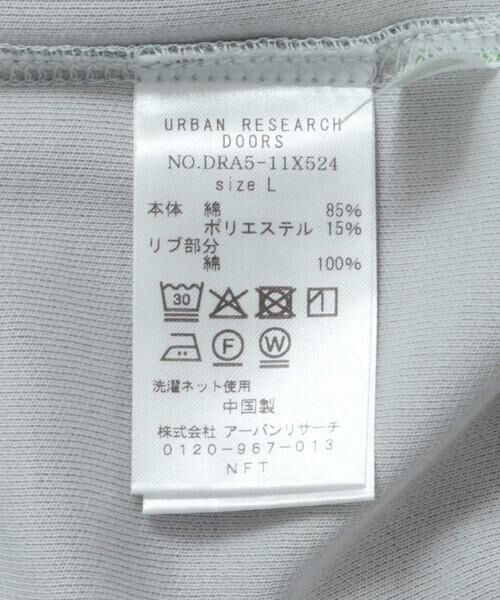 URBAN RESEARCH
DOORS
NO.DRA5-11X524
size L
本体 綿 85%
ポリエステル 15%
リブ部分
綿 100%
30
F W
洗濯ネット使用
中国製
株式会社 アーバンリサーチ
0120-967-013
NFT